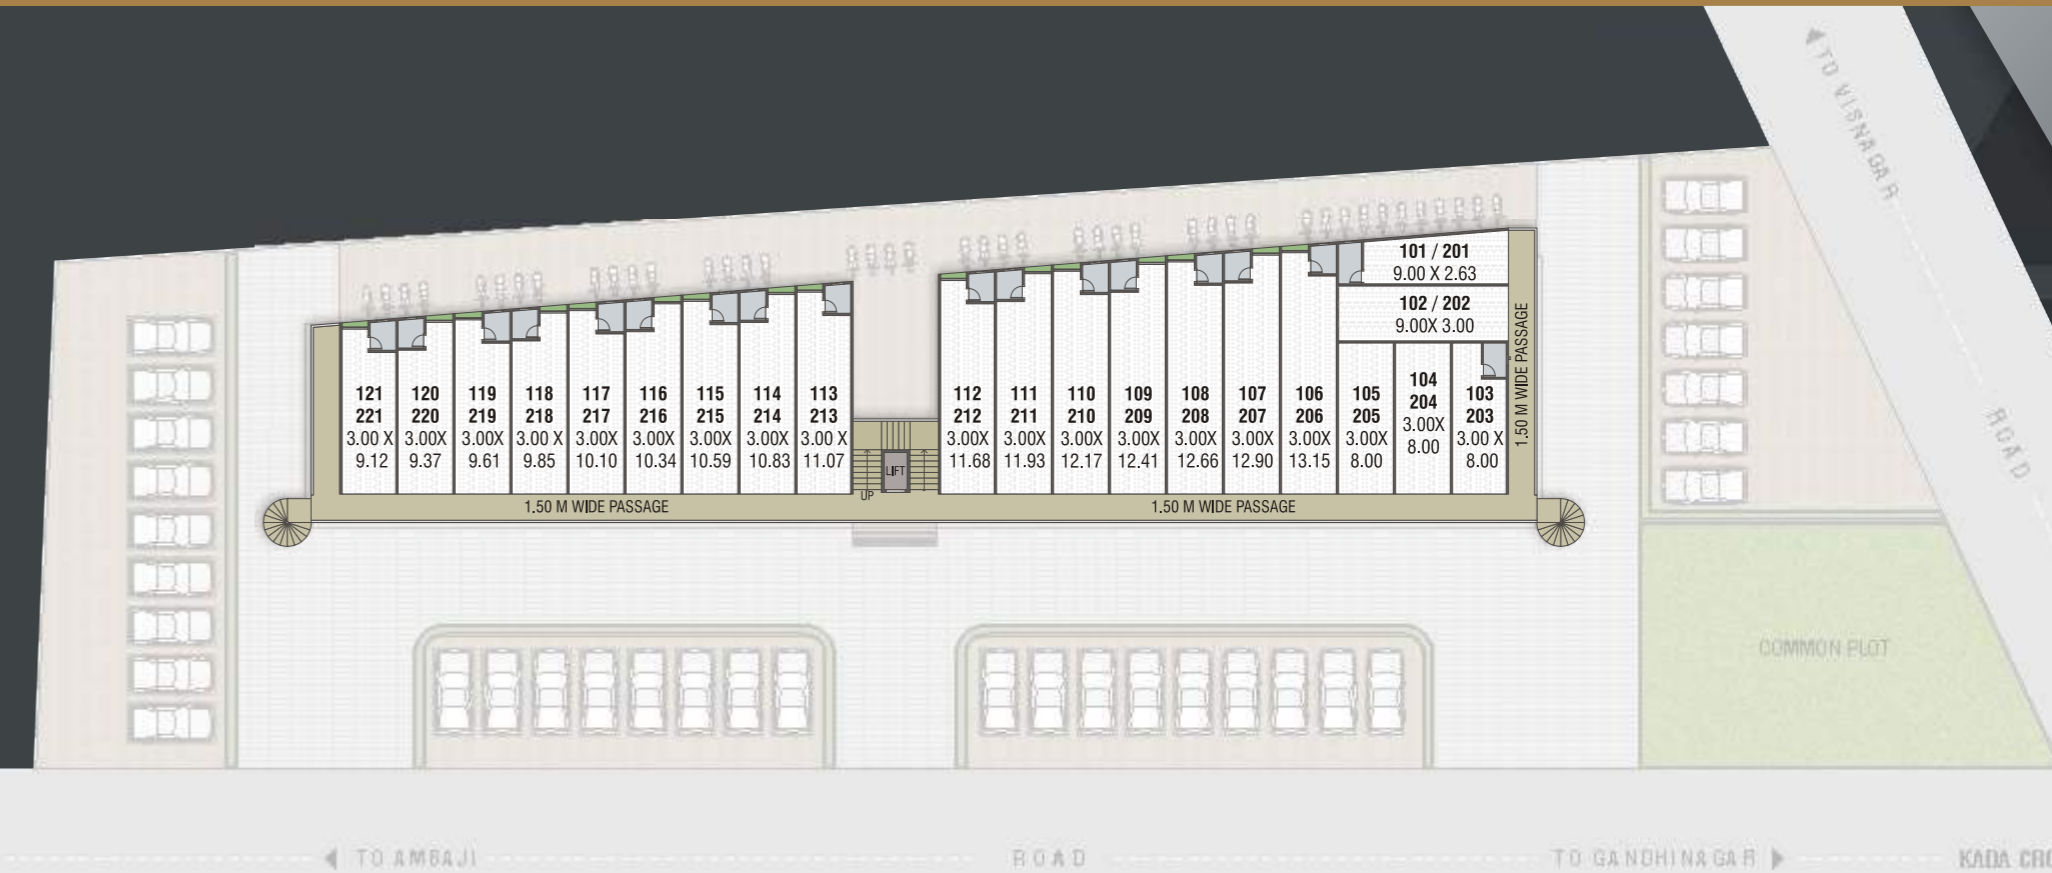 TO VISNAGAR
ROAD
101 / 201
9.00 X 2.63
102 / 202
9.00X 3.00
1.50 M WIDE PASSAGE
121
221
3.00 X
9.12
120
220
3.00X
9.37
119
219
3.00X
9.61
118
218
3.00 X
9.85
117
217
3.00X
10.10
116
216
3.00X
10.34
115
215
3.00X
10.59
114
214
3.00X
10.83
113
213
3.00 X
11.07
112
212
3.00X
11.68
111
211
3.00X
11.93
110
210
3.00X
12.17
109
209
3.00X
12.41
108
208
3.00X
12.66
107
207
3.00X
12.90
106
206
3.00X
13.15
105
205
3.00X
8.00
104
204
3.00X
8.00
103
203
3.00 X
8.00
LIFT
UP
1.50 M WIDE PASSAGE
1.50 M WIDE PASSAGE
COMMON PLOT
TO AMBAJI
ROAD
TO GANDHINAGAR
KADA